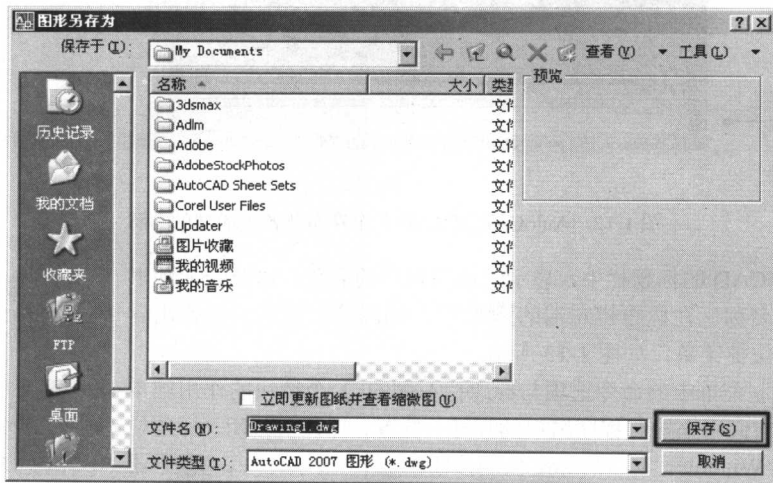 图形另存为
保存于(I):
My Documents
查看(V)
工具(L)
名称
大小
类型
预览
3dsmax
文件
Adlm
文件
Adobe
文件
AdobeStockPhotos
文件
AutoCAD Sheet Sets
文件
Corel User Files
文件
Updater
文件
图片收藏
文件
我的视频
文件
我的音乐
文件
历史记录
我的文档
收藏夹
FTP
桌面
立即更新图纸并查看缩微图(U)
文件名(N):
Drawing1.dwg
保存(S)
文件类型(T):
AutoCAD 2007 图形 (*.dwg)
取消